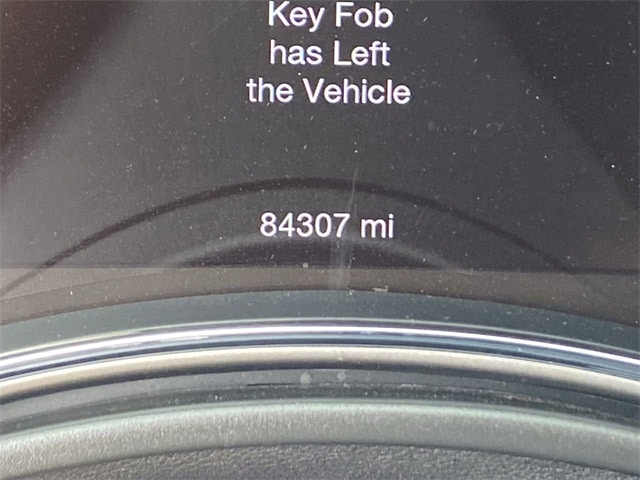 Key Fob
has Left
the Vehicle
84307 mi